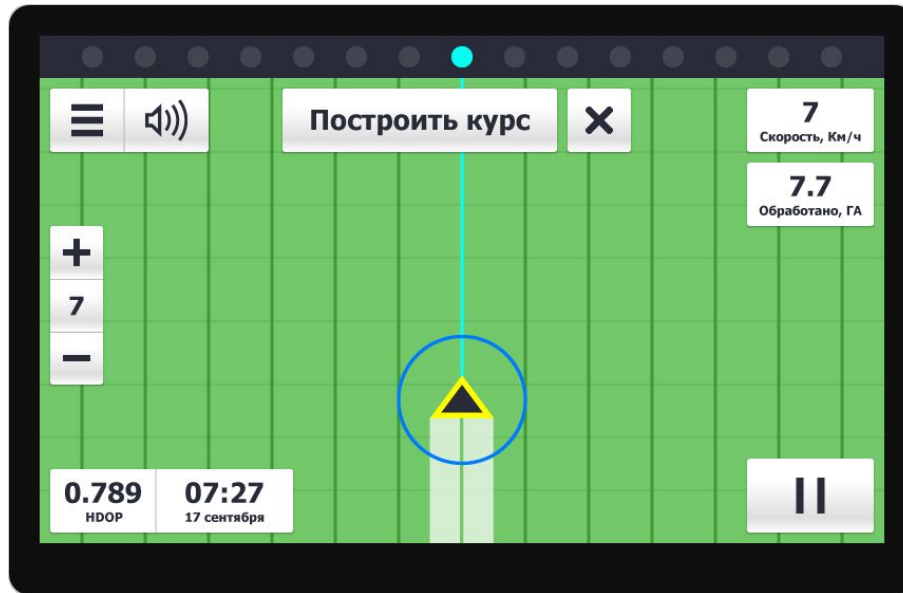 Построить курс
7
Скорость, Км/ч
7.7
Обработано, ГА
7
0.789
HDOP
07:27
17 сентября